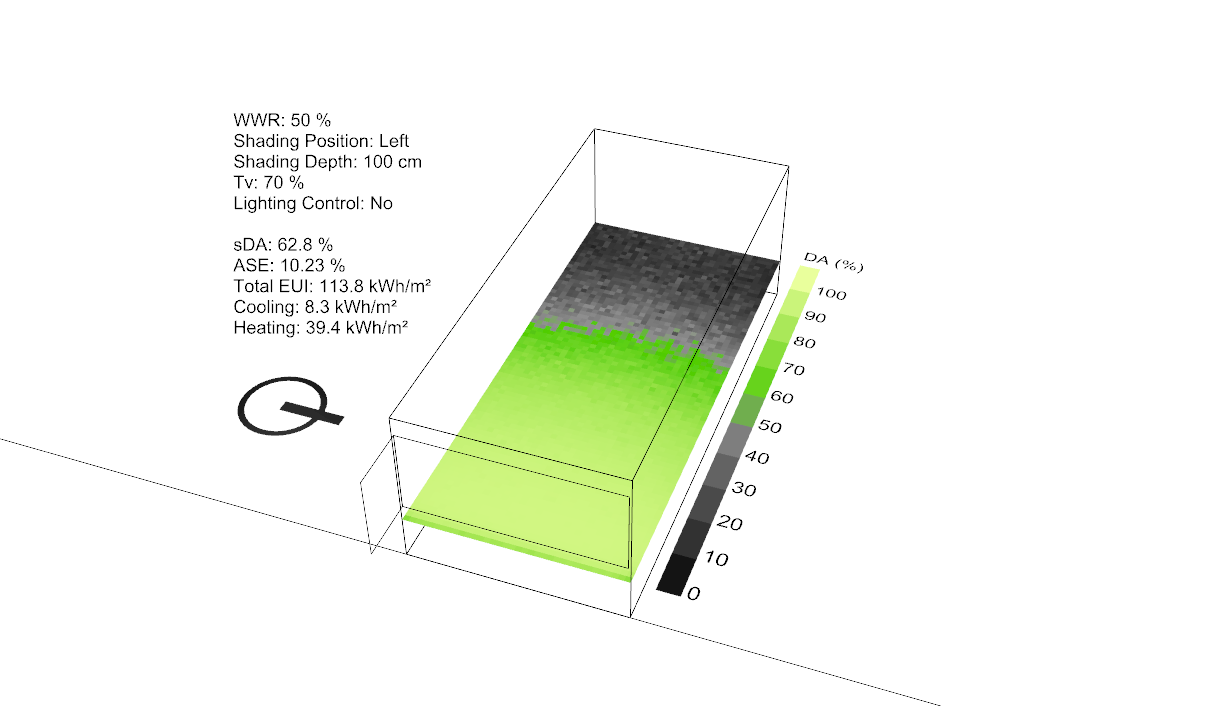 WWR: 50 %
Shading Position: Left
Shading Depth: 100 cm
Tv: 70 %
Lighting Control: No
sDA: 62.8 %
ASE: 10.23 %
Total EUI: 113.8 kWh/m²
Cooling: 8.3 kWh/m²
Heating: 39.4 kWh/m²
DA (%)
100
90
80
70
60
50
40
30
20
10
0